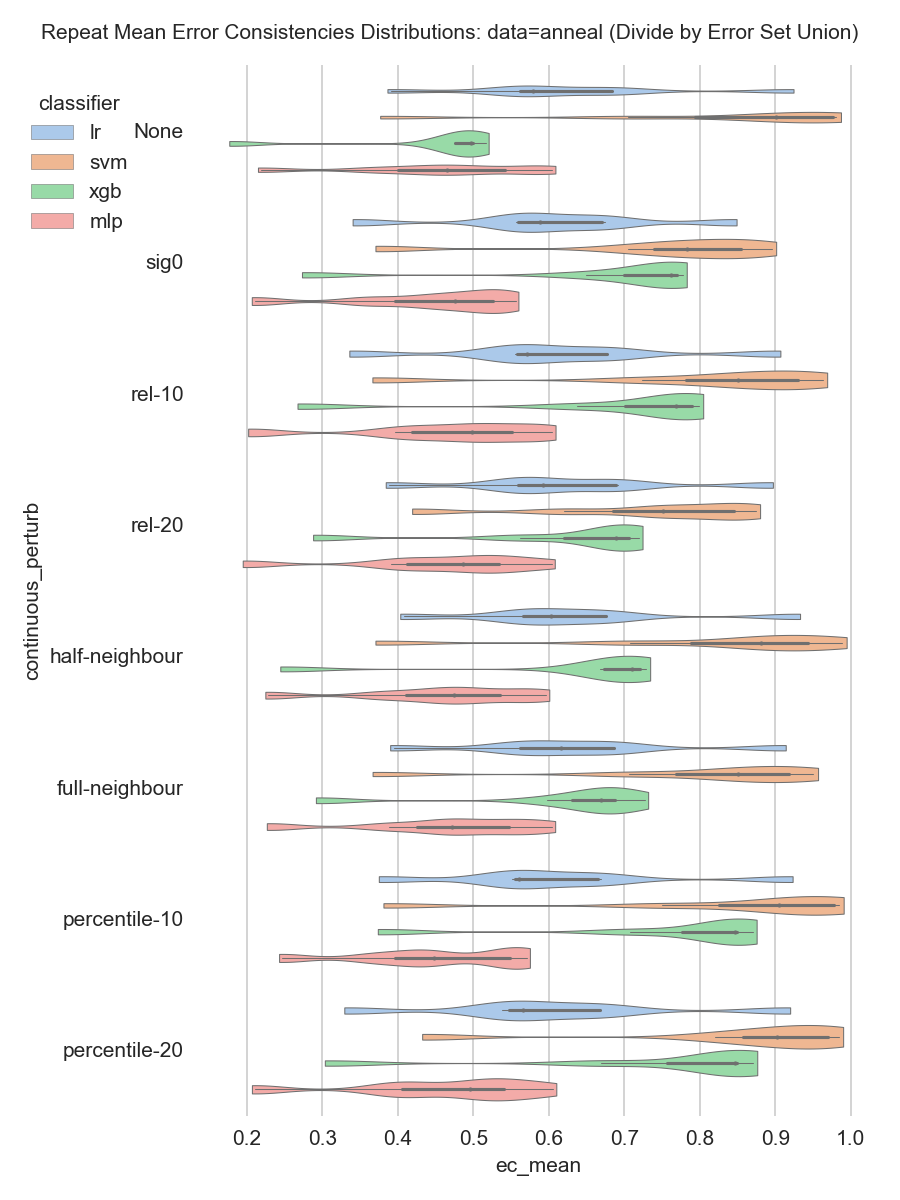 Repeat Mean Error Consistencies Distributions: data=anneal (Divide by Error Set Union)
classifier
lr
svm
xgb
mlp
None
sig0
rel-10
rel-20
half-neighbour
full-neighbour
percentile-10
percentile-20
continuous_perturb
0.2 0.3 0.4 0.5 0.6 0.7 0.8 0.9 1.0
ec_mean